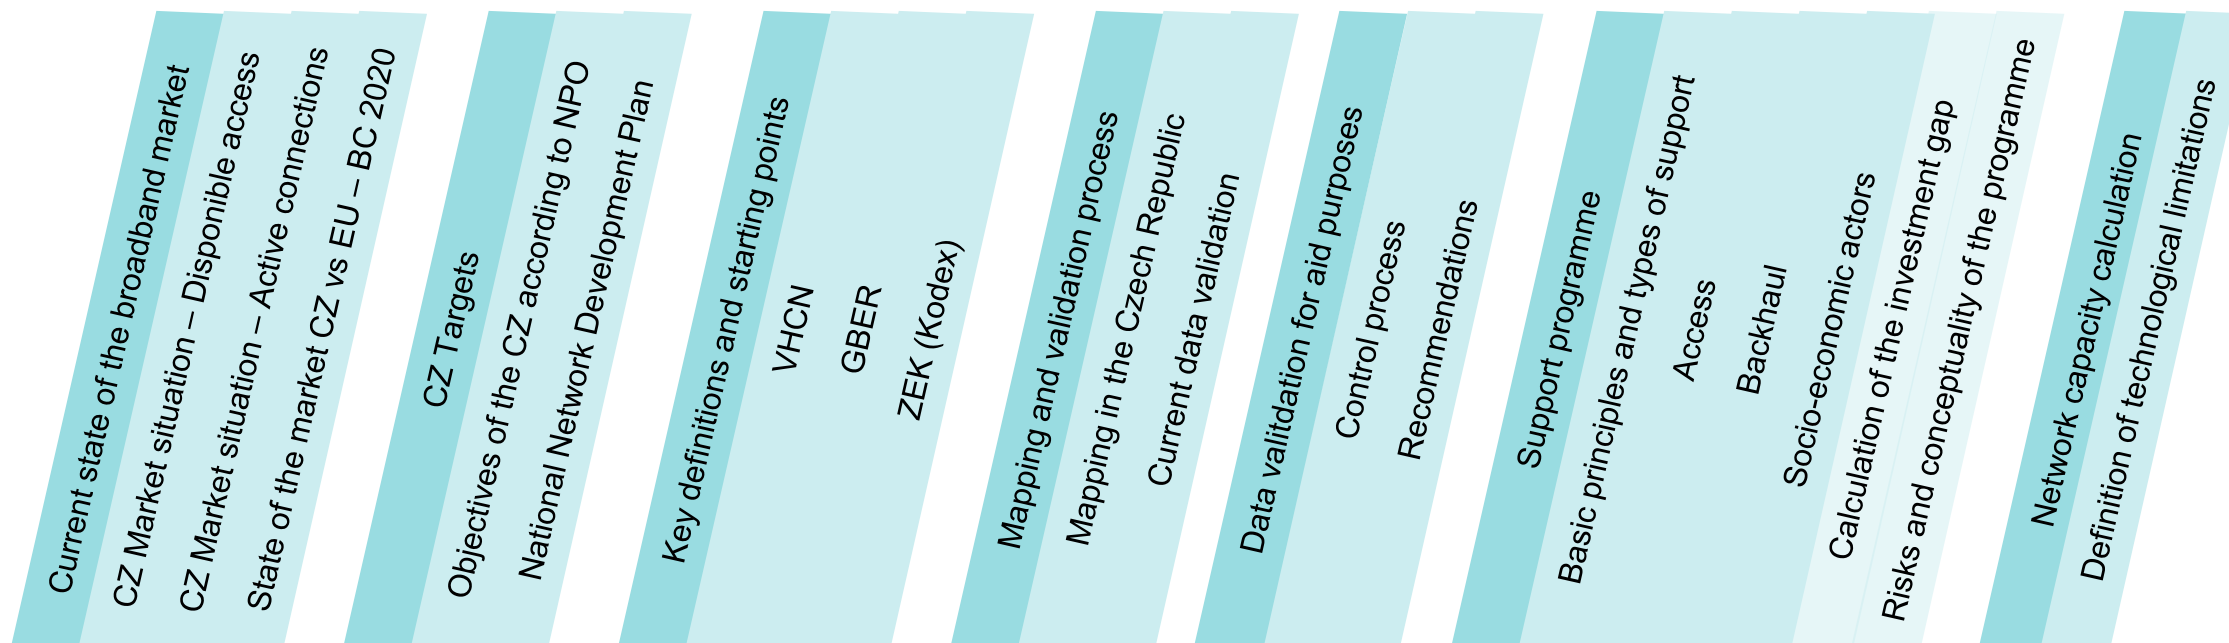 Current state of the broadband market
CZ Market situation – Disponible access
CZ Market situation – Active connections
State of the market CZ vs EU – BC 2020
CZ Targets
Objectives of the CZ according to NPO
National Network Development Plan
Key definitions and starting points
VHCN
GBER
ZEK (Kodex)
Mapping and validation process
Mapping in the Czech Republic
Current data validation
Data valitdation for aid purposes
Control process
Recommendations
Support programme
Basic principles and types of support
Access
Backhaul
Socio-economic actors
Calculation of the investment gap
Risks and conceptuality of the programme
Network capacity calculation
Definition of technological limitations